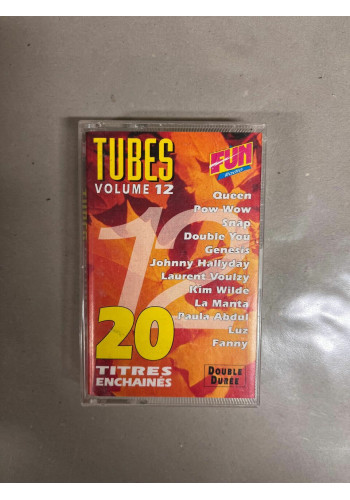 TUBES
VOLUME 12
FUN
Radio
12
Queen
Pow Wow
Snap
Double You
Genesis
Johnny Hallyday
Laurent Voulzy
Kim Wilde
La Manta
Paula Abdul
Luz
Fanny
20
TITRES
ENCHAINÉS
DOUBLE
DURÉE